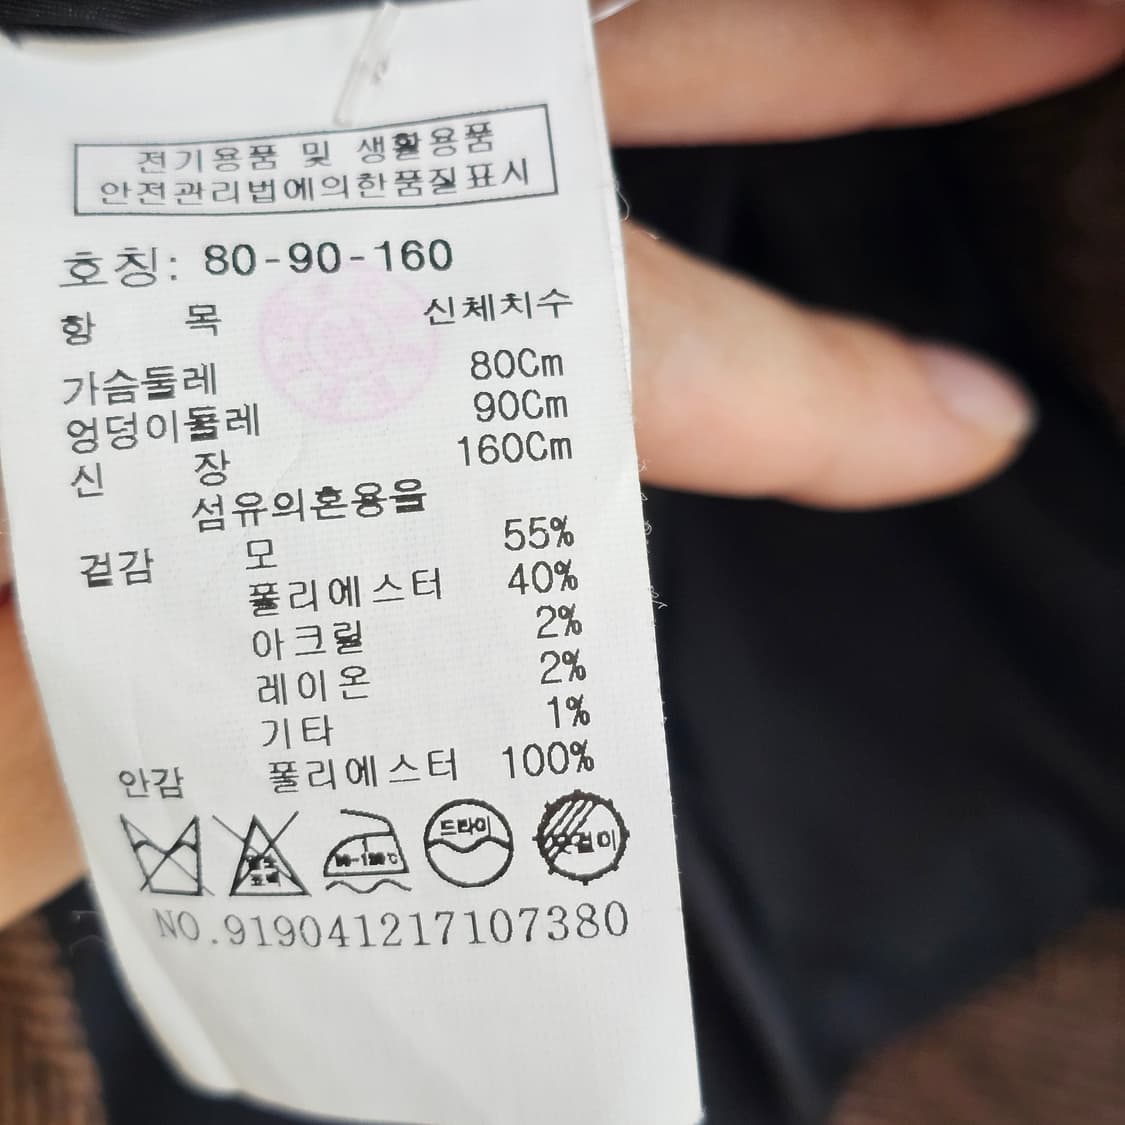 전기용품 및 생활용품
안전관리법에의한품질표시
호칭: 80-90-160
항 목 신체치수
가슴둘레 80Cm
엉덩이둘레 90Cm
신 장 160Cm
섬유의혼용율
겉감 모 55%
폴리에스터 40%
아크릴 2%
레이온 2%
기타 1%
안감 폴리에스터 100%
드라이 옷걸이
NO.919041217107380